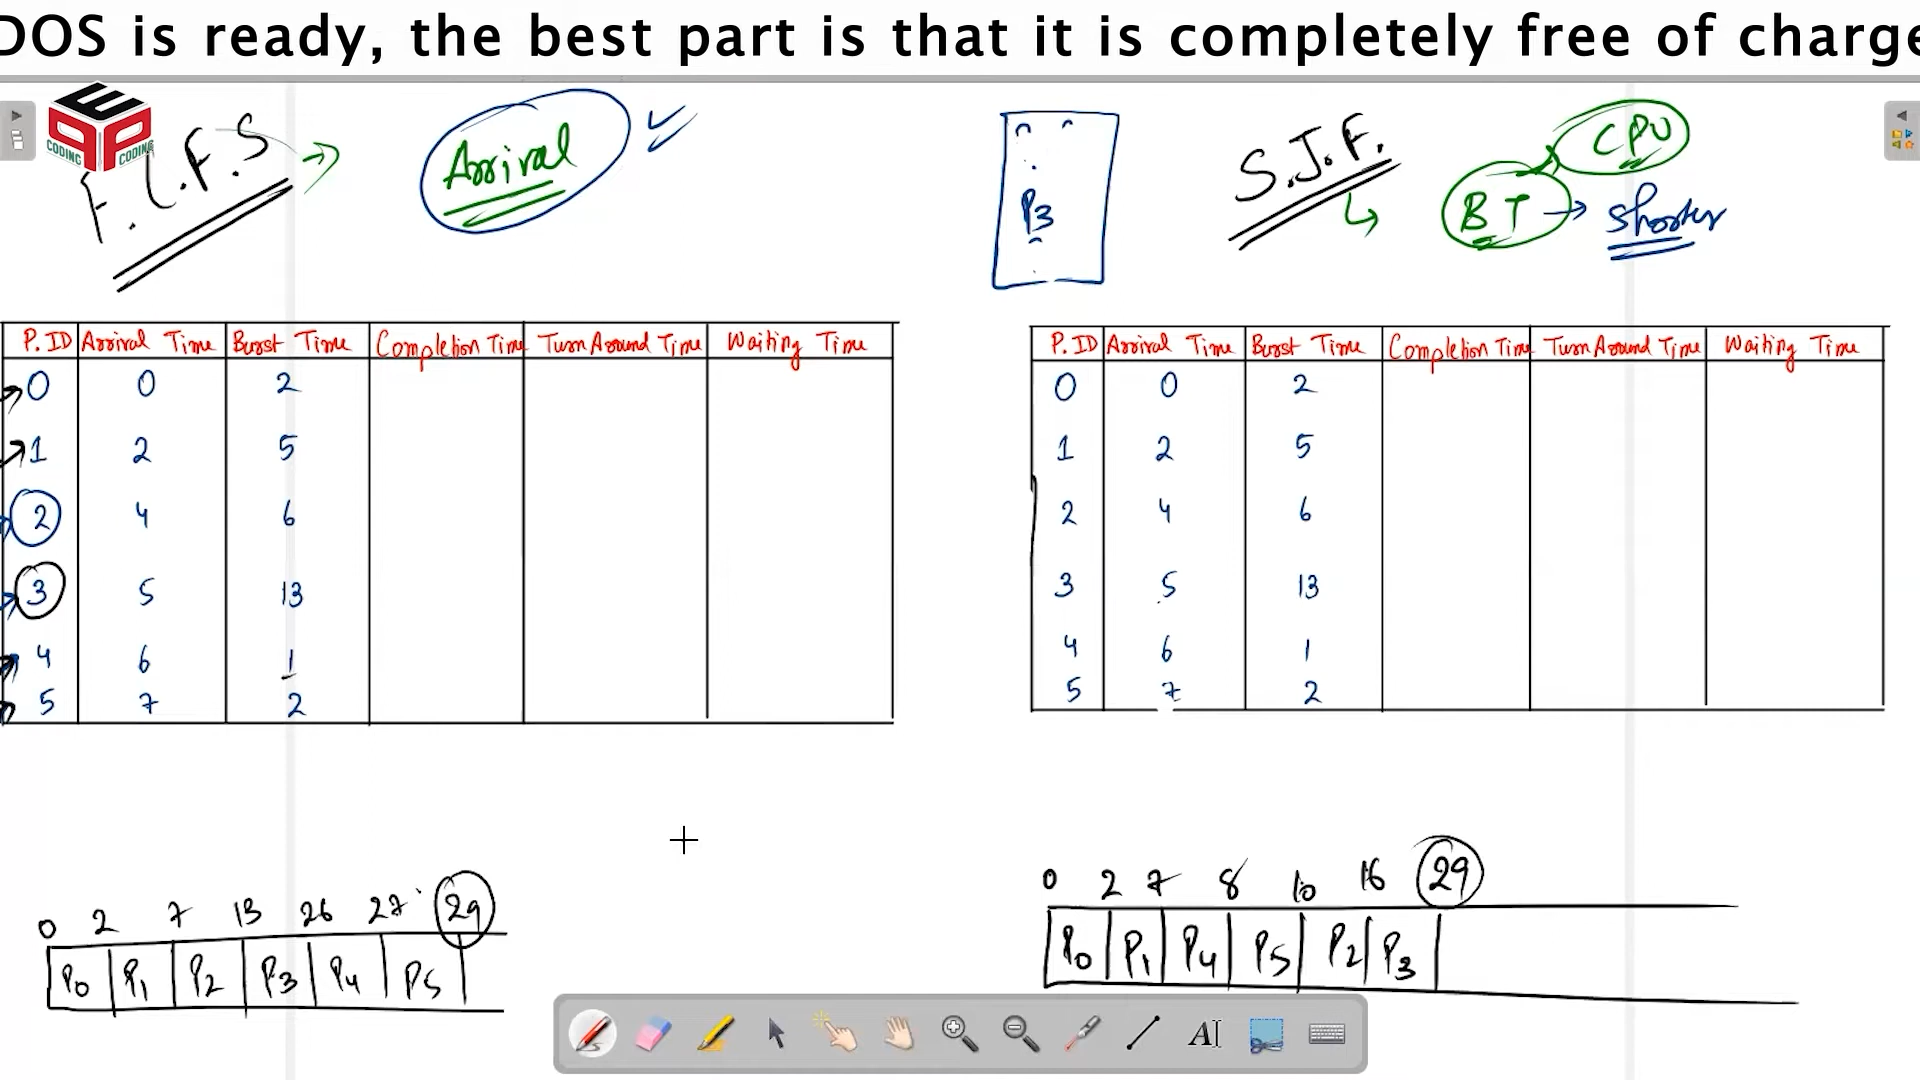 DOS is ready, the best part is that it is completely free of charge
PEP
CODING CODING
F.C.F.S → Arrival
P3
S.J.F.
BT → Shorter
CPU
P.ID Arrival Time Burst Time Completion Time Turn Around Time Waiting Time
0 0 2
1 2 5
2 4 6
3 5 13
4 6 1
5 7 2
P.ID Arrival Time Burst Time Completion Time Turn Around Time Waiting Time
0 0 2
1 2 5
2 4 6
3 5 13
4 6 1
5 7 2
0 2 7 13 26 27 29
P0 P1 P2 P3 P4 P5
0 2 7 8 10 16 29
P0 P1 P4 P5 P2 P3